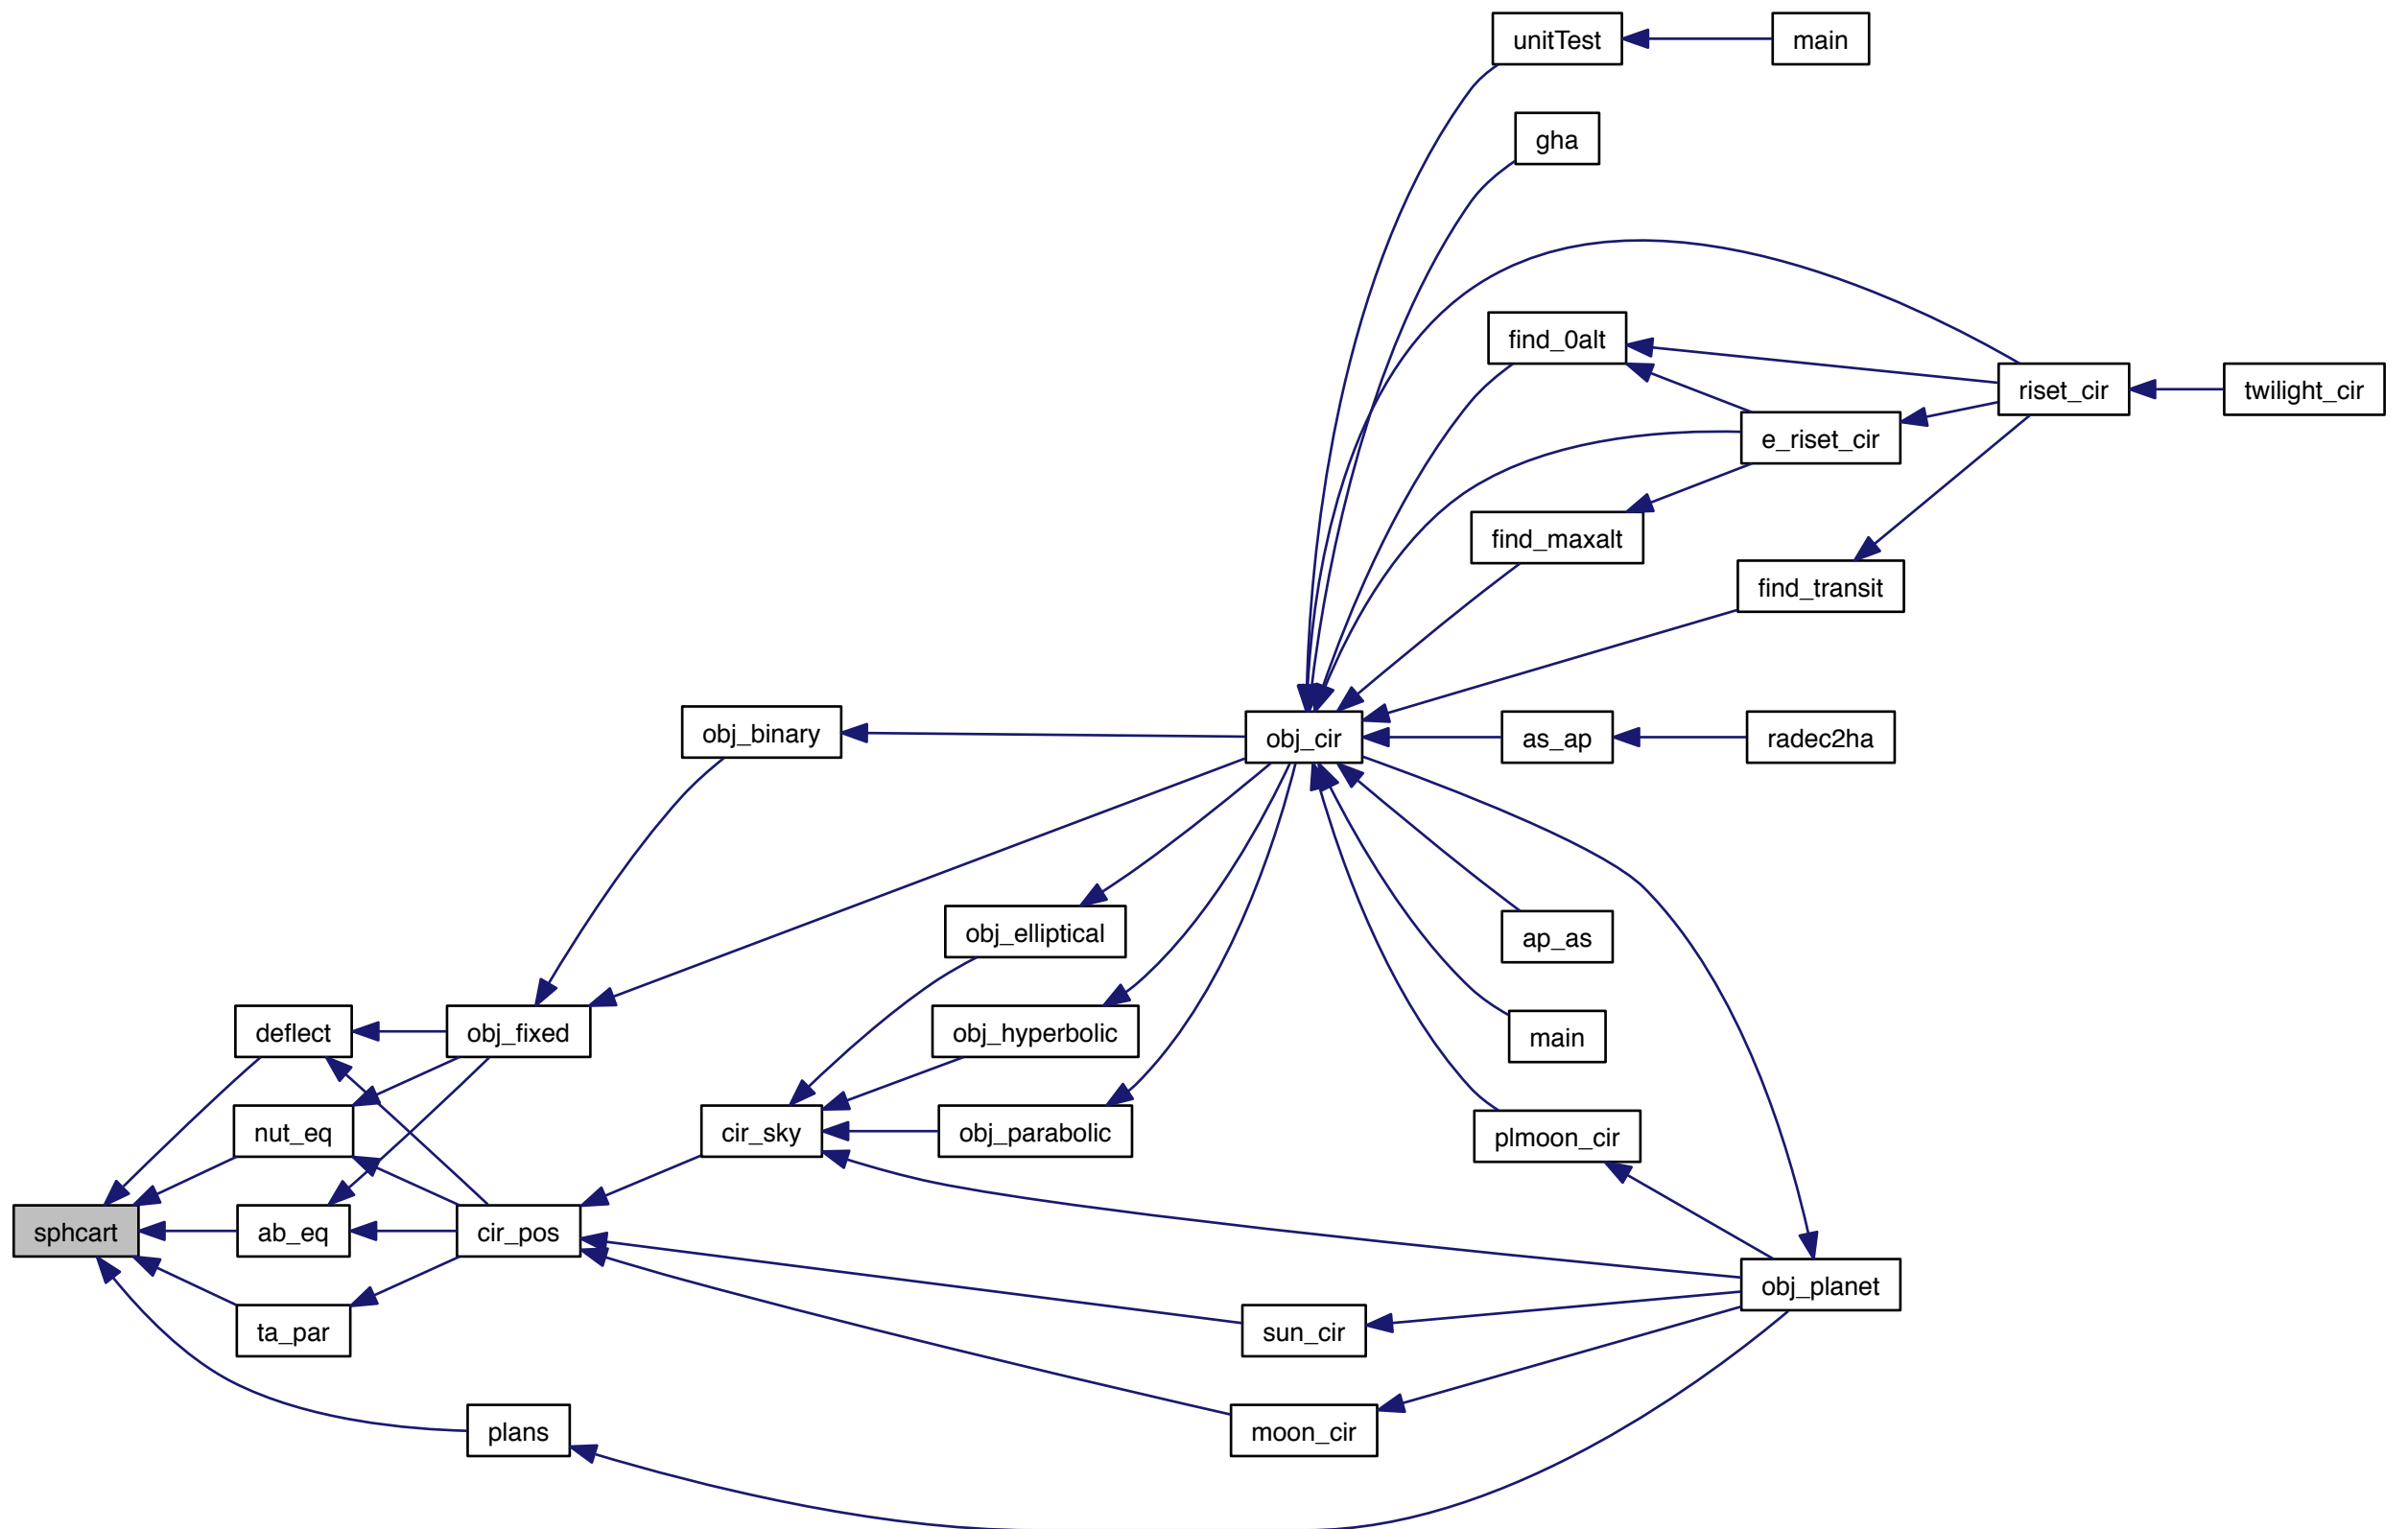 unitTest
main
gha
find_0alt
riset_cir
twilight_cir
e_riset_cir
find_maxalt
find_transit
obj_binary
obj_cir
as_ap
radec2ha
obj_elliptical
ap_as
deflect
obj_fixed
obj_hyperbolic
main
nut_eq
cir_sky
obj_parabolic
plmoon_cir
sphcart
ab_eq
cir_pos
obj_planet
ta_par
sun_cir
plans
moon_cir